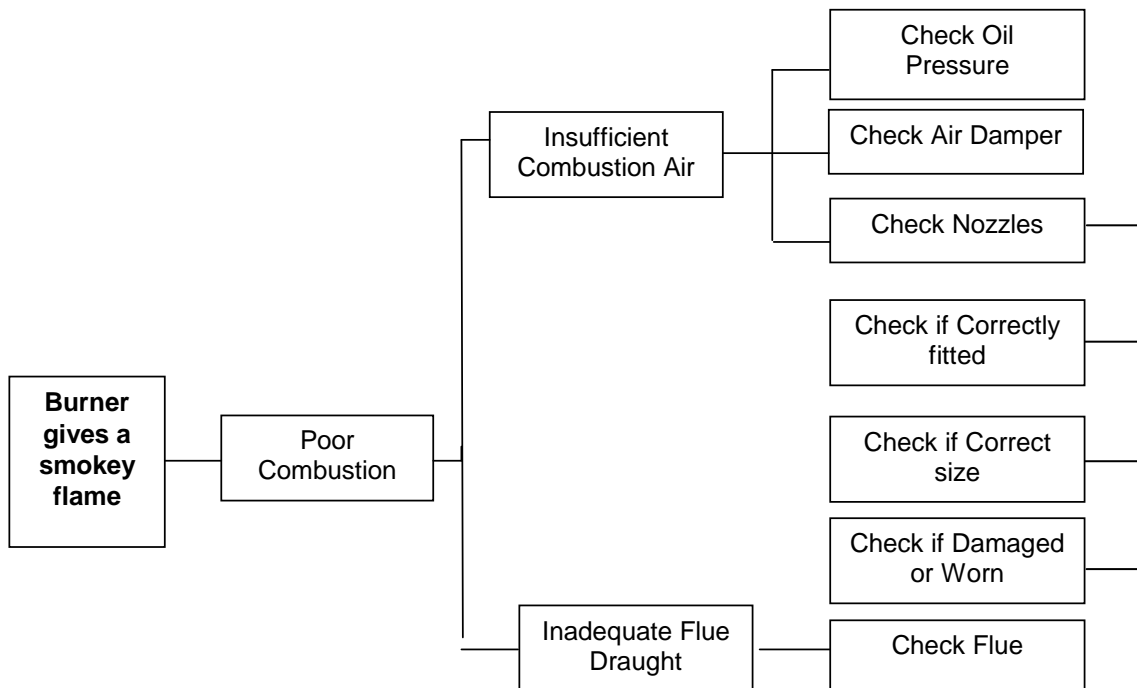 Burner
gives a
smokey
flame
Poor
Combustion
Insufficient
Combustion Air
Check Oil
Pressure
Check Air Damper
Check Nozzles
Check if Correctly
fitted
Check if Correct
size
Check if Damaged
or Worn
Inadequate Flue
Draught
Check Flue